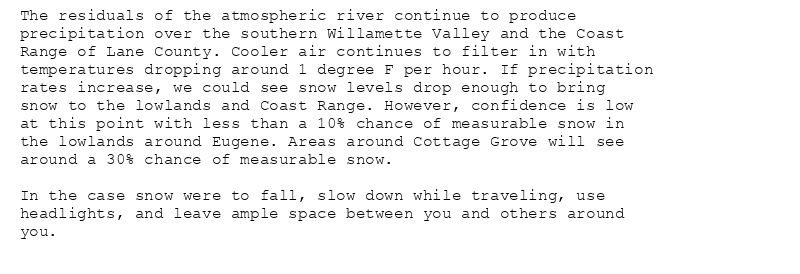 The residuals of the atmospheric river continue to produce
precipitation over the southern Willamette Valley and the Coast
Range of Lane County. Cooler air continues to filter in with
temperatures dropping around 1 degree F per hour. If precipitation
rates increase, we could see snow levels drop enough to bring
snow to the lowlands and Coast Range. However, confidence is low
at this point with less than a 10% chance of measurable snow in
the lowlands around Eugene. Areas around Cottage Grove will see
around a 30% chance of measurable snow.

In the case snow were to fall, slow down while traveling, use
headlights, and leave ample space between you and others around
you.